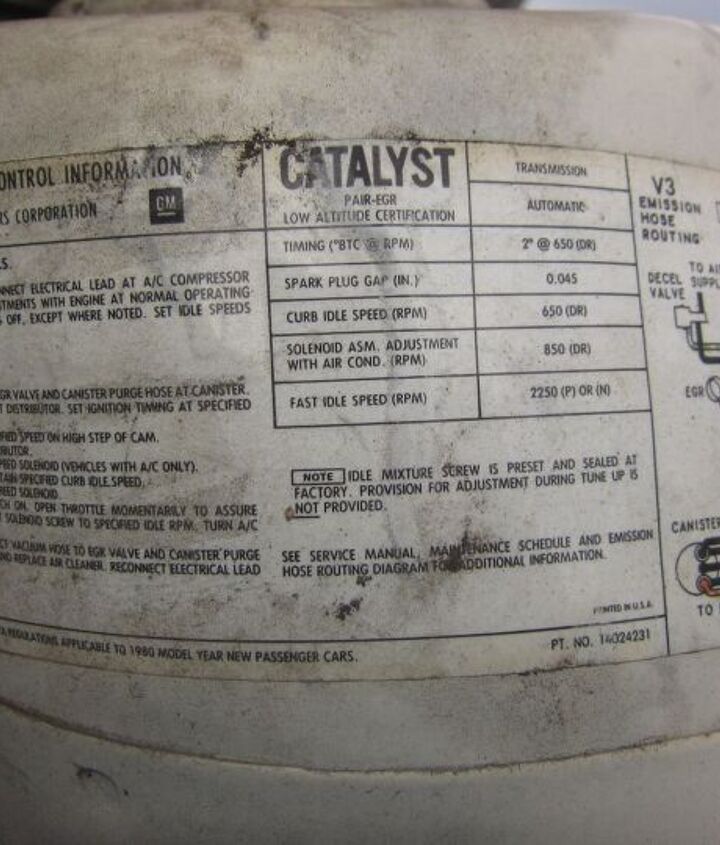 CONTROL INFORMATION
CORPORATION GM
CONNECT ELECTRICAL LEAD AT A/C COMPRESSOR
WITH ENGINE AT NORMAL OPERATING
OFF, EXCEPT WHERE NOTED. SET IDLE SPEEDS
EGR VALVE AND CANISTER PURGE HOSE AT CANISTER.
DISTRIBUTOR. SET IGNITION TIMING AT SPECIFIED
SPEED ON HIGH STEP OF CAM.
SOLENOID (VEHICLES WITH A/C ONLY).
SPECIFIED CURB IDLE SPEED.
SOLENOID
ON. OPEN THROTTLE MOMENTARILY TO ASSURE
SOLENOID SCREW TO SPECIFIED IDLE RPM. TURN A/C
VACUUM HOSE TO EGR VALVE AND CANISTER PURGE
AND REPLACE AIR CLEANER. RECONNECT ELECTRICAL LEAD
CATALYST
PAIR-EGR
LOW ALTITUDE CERTIFICATION
TRANSMISSION
AUTOMATIC
TIMING (°BTC @ RPM) 2° @ 650 (DR)
SPARK PLUG GAP (IN.) 0.045
CURB IDLE SPEED (RPM) 650 (DR)
SOLENOID ASM. ADJUSTMENT
WITH AIR COND. (RPM) 850 (DR)
FAST IDLE SPEED (RPM) 2250 (P) OR (N)
NOTE IDLE MIXTURE SCREW IS PRESET AND SEALED AT
FACTORY. PROVISION FOR ADJUSTMENT DURING TUNE UP IS
NOT PROVIDED.
SEE SERVICE MANUAL, MAINTENANCE SCHEDULE AND EMISSION
HOSE ROUTING DIAGRAM FOR ADDITIONAL INFORMATION.
PRINTED IN U.S.A.
REGULATIONS APPLICABLE TO 1980 MODEL YEAR NEW PASSENGER CARS.
PT. NO. 14024231
V3
EMISSION
HOSE
ROUTING
TO
DECEL
VALVE
EGR
CANISTER
TO